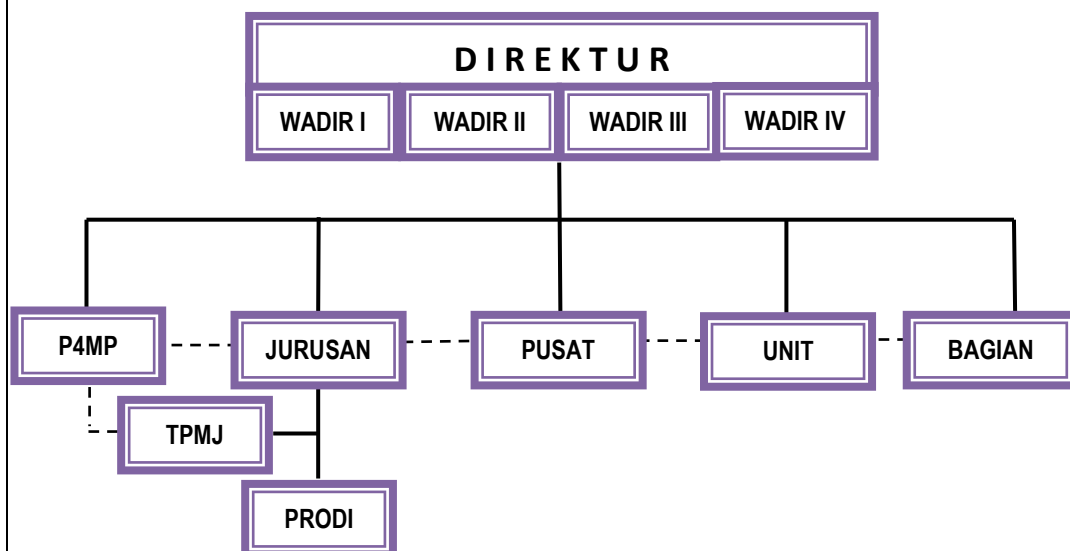 D I R E K T U R
WADIR I WADIR II WADIR III WADIR IV
P4MP JURUSAN PUSAT UNIT BAGIAN
TPMJ
PRODI